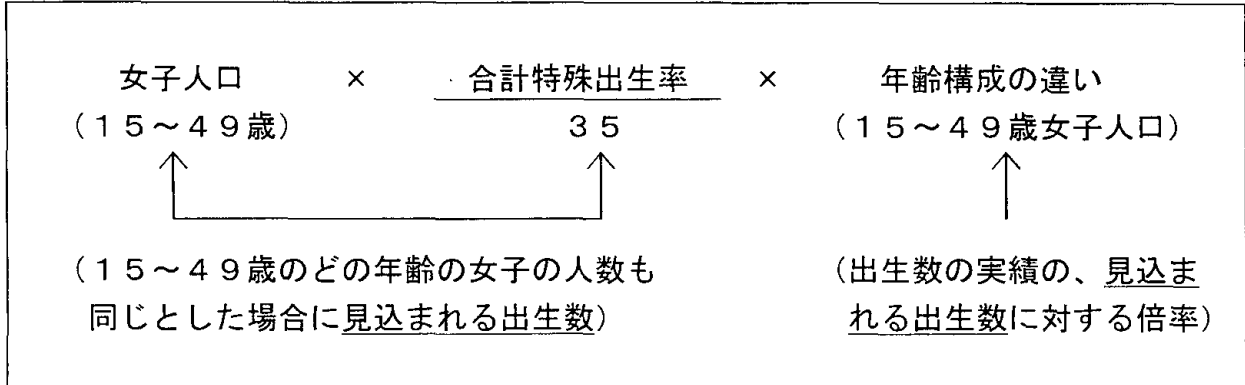 女子人口 × 合計特殊出生率 × 年齢構成の違い
(15~49歳) 35 (15~49歳女子人口)
(15~49歳のどの年齢の女子の人数も
同じとした場合に見込まれる出生数)
(出生数の実績の、見込ま
れる出生数に対する倍率)